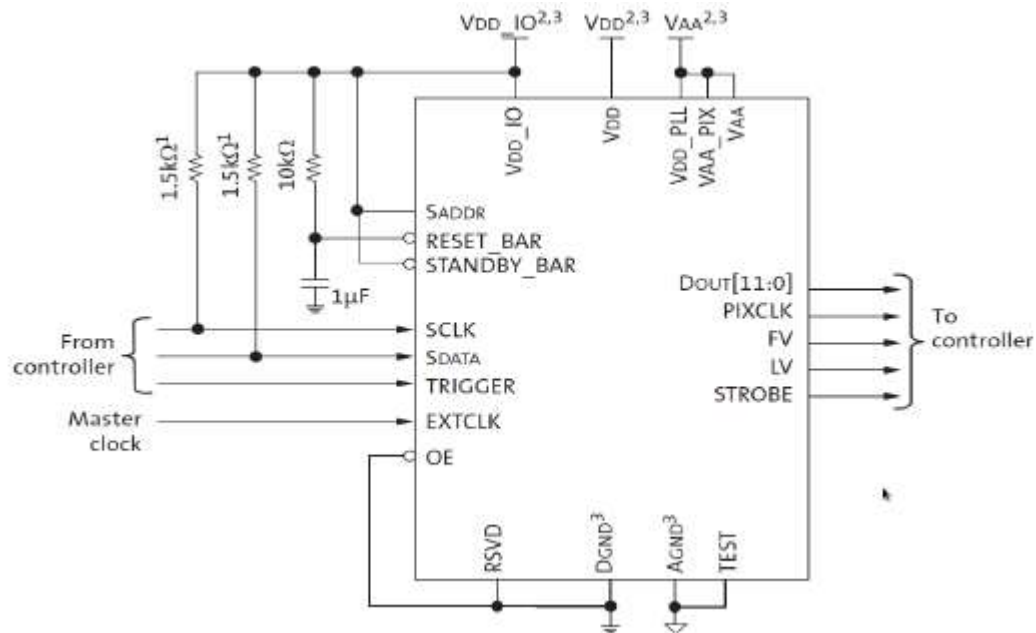 VDD_IO2,3
VDD2,3
VAA2,3
1.5kΩ1
1.5kΩ1
10kΩ
VDD_IO
VDD
VDD_PLL
VAA_PIX
VAA
SADDR
RESET_BAR
STANDBY_BAR
1μF
From
controller
SCLK
SDATA
TRIGGER
Master
clock
EXTCLK
OE
DOUT[11:0]
PIXCLK
FV
LV
STROBE
To
controller
RSVD
DGND3
AGND3
TEST